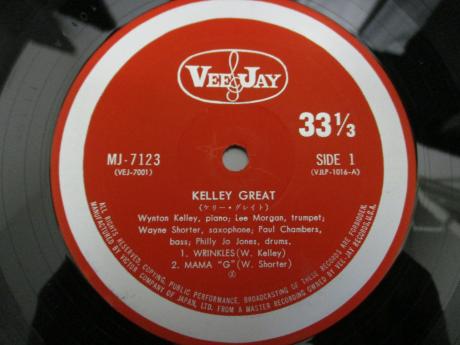 VEE JAY
33 1/3
MJ-7123
(VEJ-7001)
SIDE 1
(VJLP-1016-A)
KELLEY GREAT
(ケリー・グレイト)
Wynton Kelley, piano; Lee Morgan, trumpet;
Wayne Shorter, saxophone; Paul Chambers,
bass; Philly Jo Jones, drums.
1. WRINKLES (W. Kelley)
2. MAMA "G" (W. Shorter)
ALL RIGHTS RESERVED. COPYING, PUBLIC PERFORMANCE, BROADCASTING OF THESE RECORDS ARE FORBIDDEN
MANUFACTURED BY VICTOR COMPANY OF JAPAN, LTD. FROM A MASTER RECORDING OWNED BY VEE-JAY RECORDS, U.S.A.